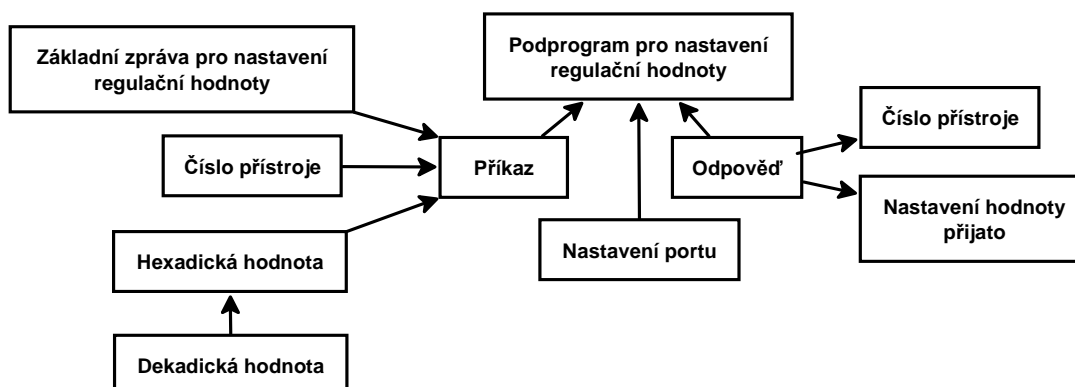 Základní zpráva pro nastavení
regulační hodnoty
Podprogram pro nastavení
regulační hodnoty
Číslo přístroje
Číslo přístroje
Příkaz
Odpověď
Nastavení hodnoty
přijato
Hexadická hodnota
Nastavení portu
Dekadická hodnota